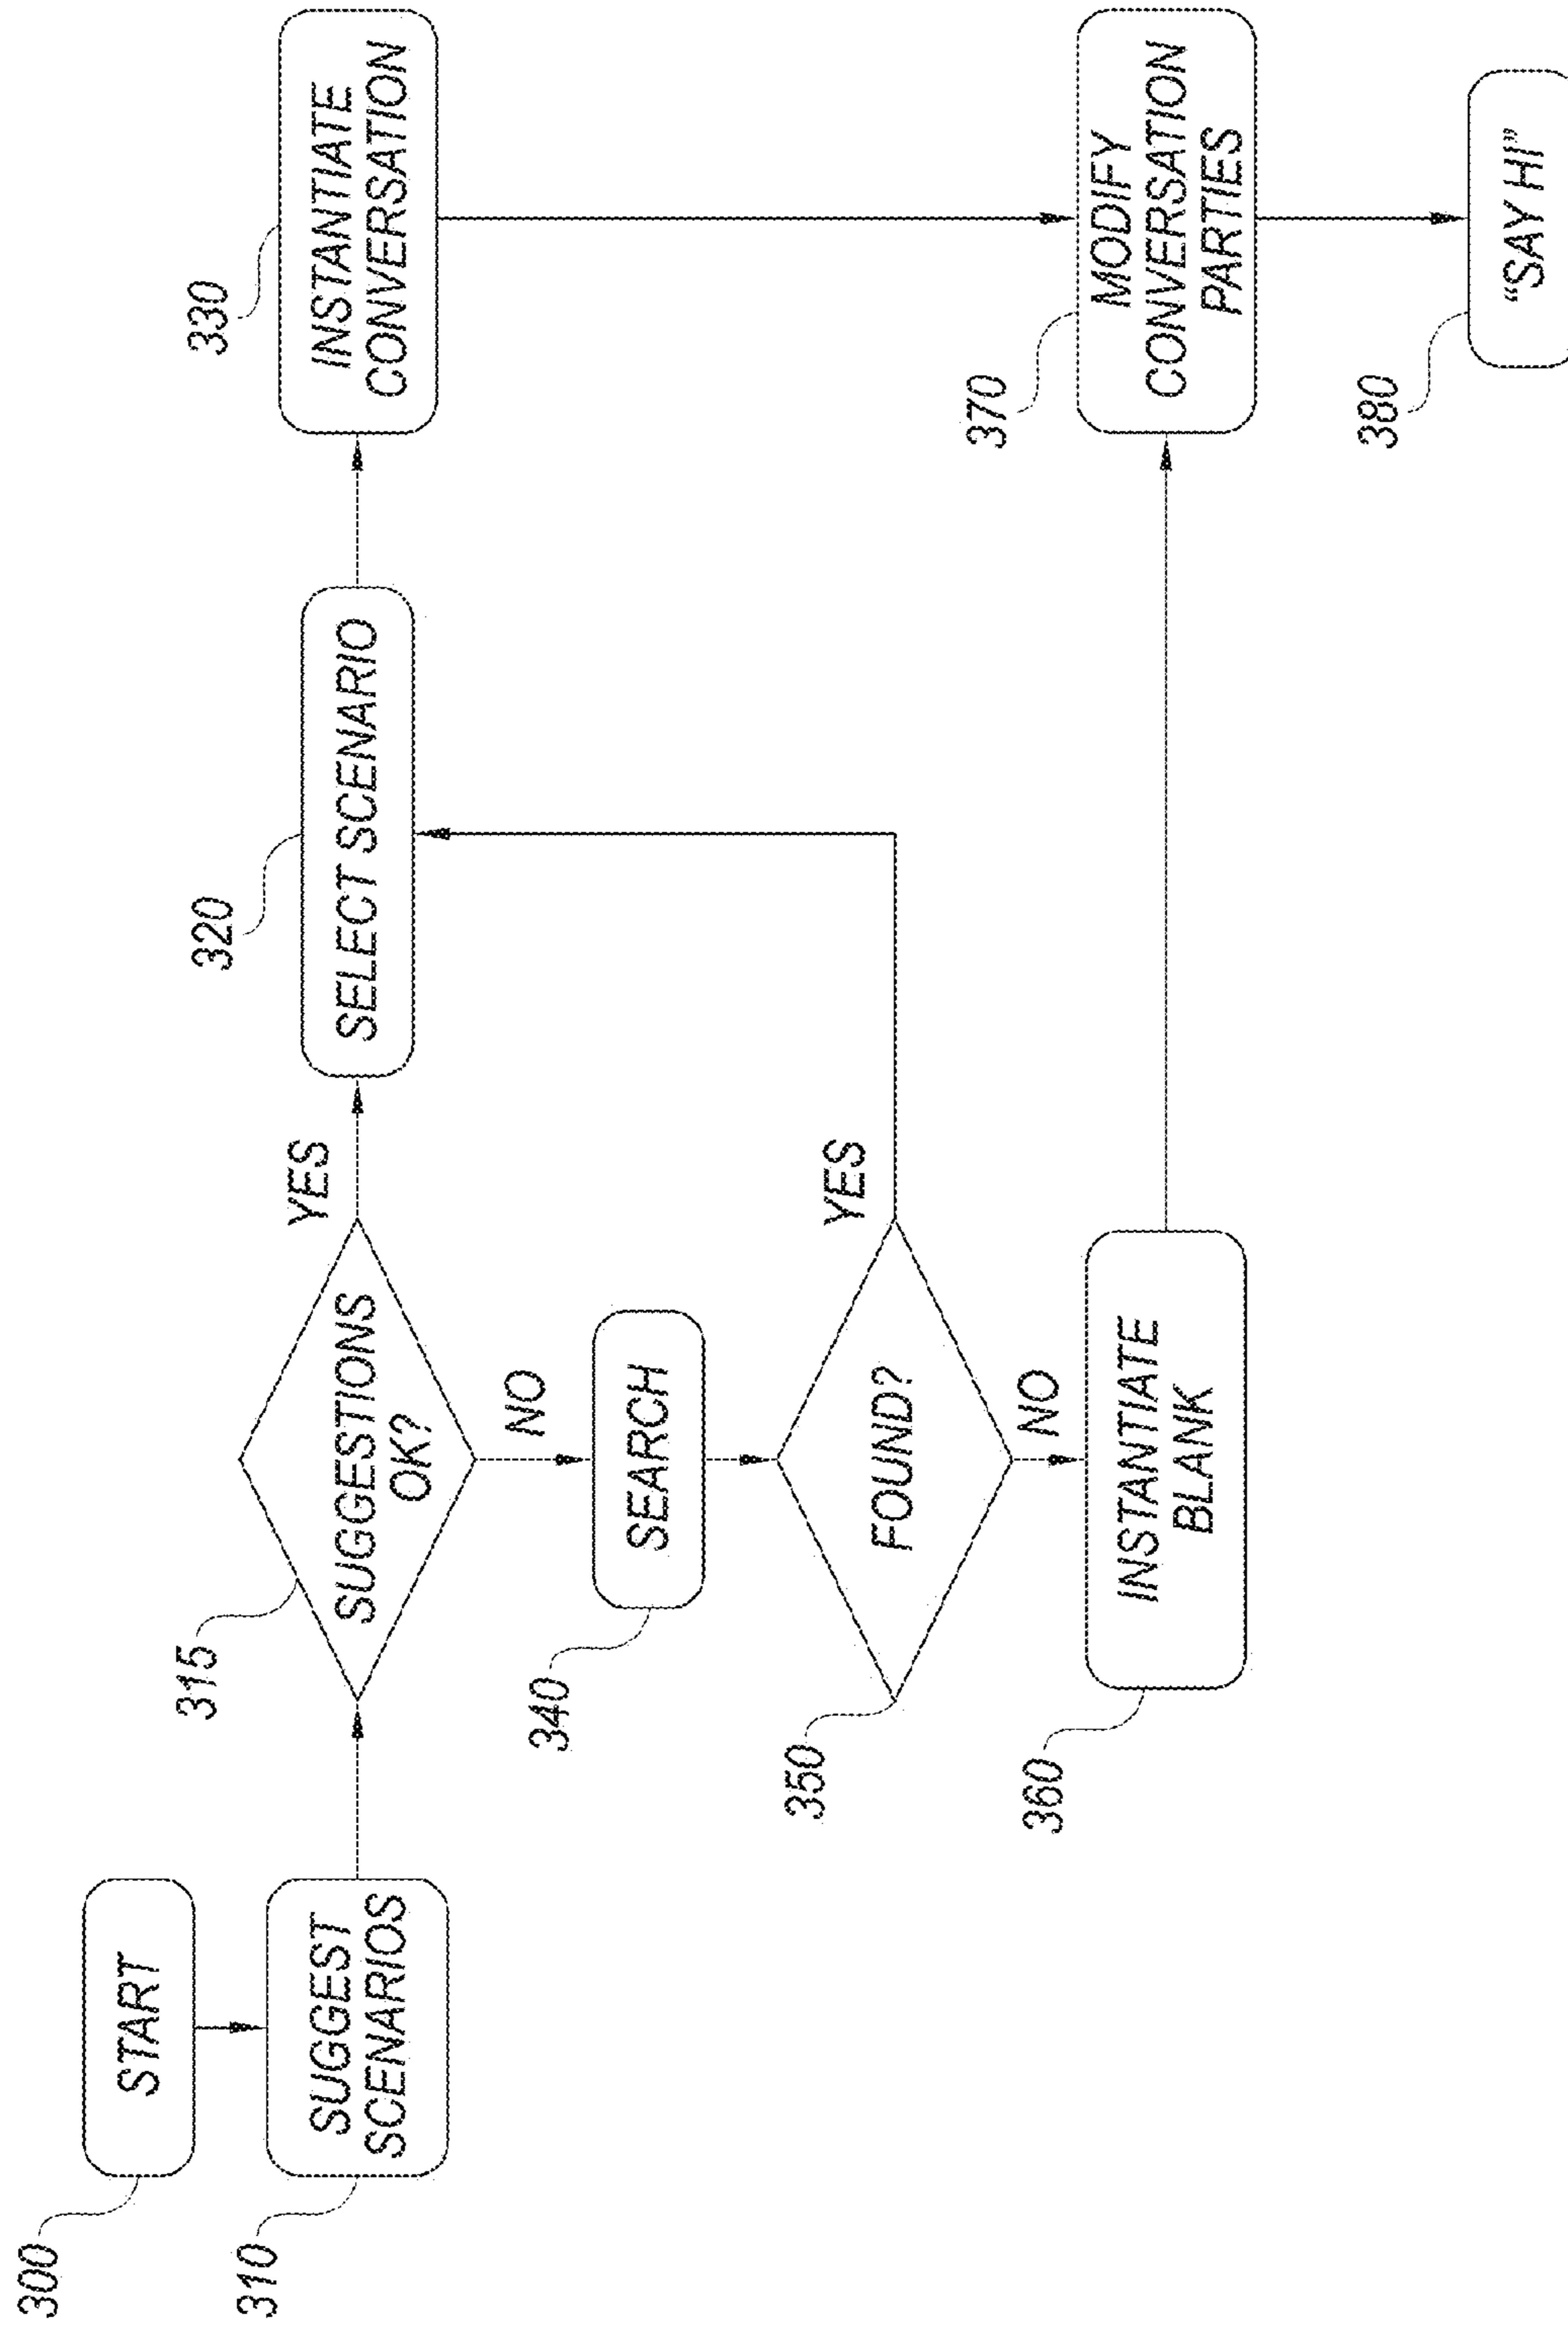 300
START
310
SUGGEST
SCENARIOS
315
SUGGESTIONS
OK?
YES
320
SELECT SCENARIO
330
INSTANTIATE
CONVERSATION
NO
340
SEARCH
350
FOUND?
YES
NO
360
INSTANTIATE
BLANK
370
MODIFY
CONVERSATION
PARTIES
380
“SAY HI”